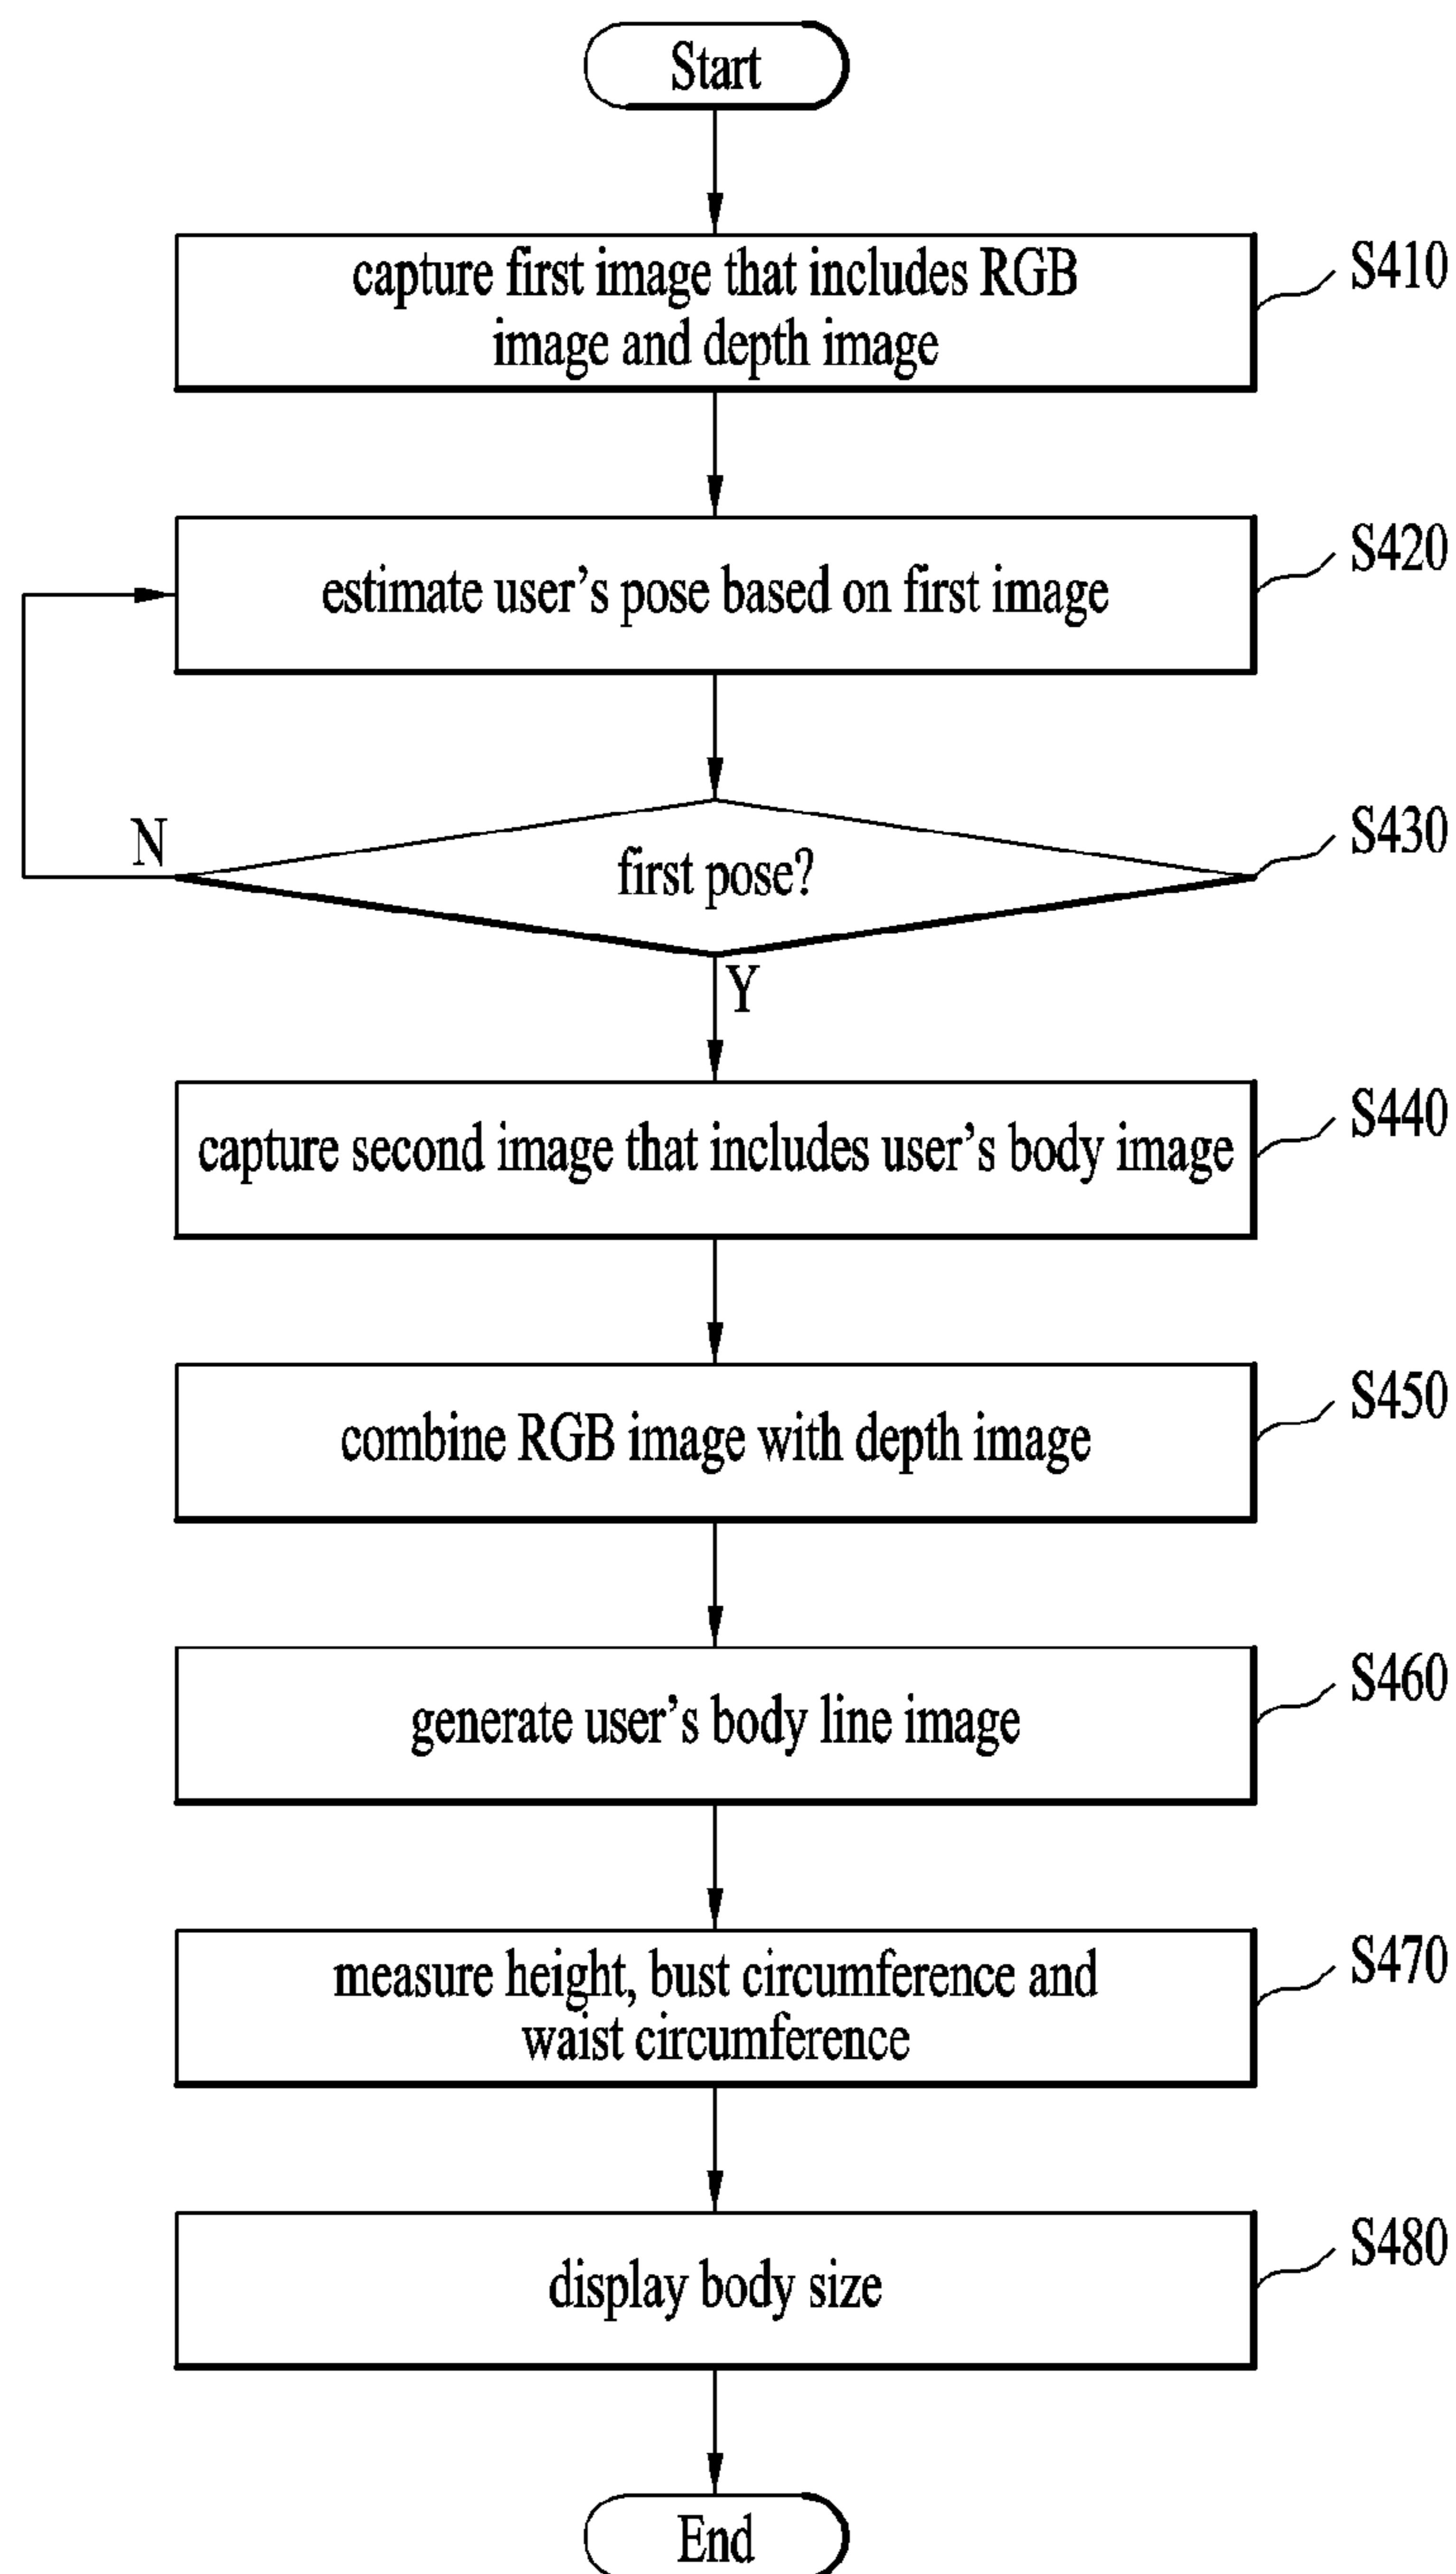 Start
capture first image that includes RGB
image and depth image
S410
estimate user's pose based on first image
S420
N
first pose?
S430
Y
capture second image that includes user's body image
S440
combine RGB image with depth image
S450
generate user's body line image
S460
measure height, bust circumference and
waist circumference
S470
display body size
S480
End